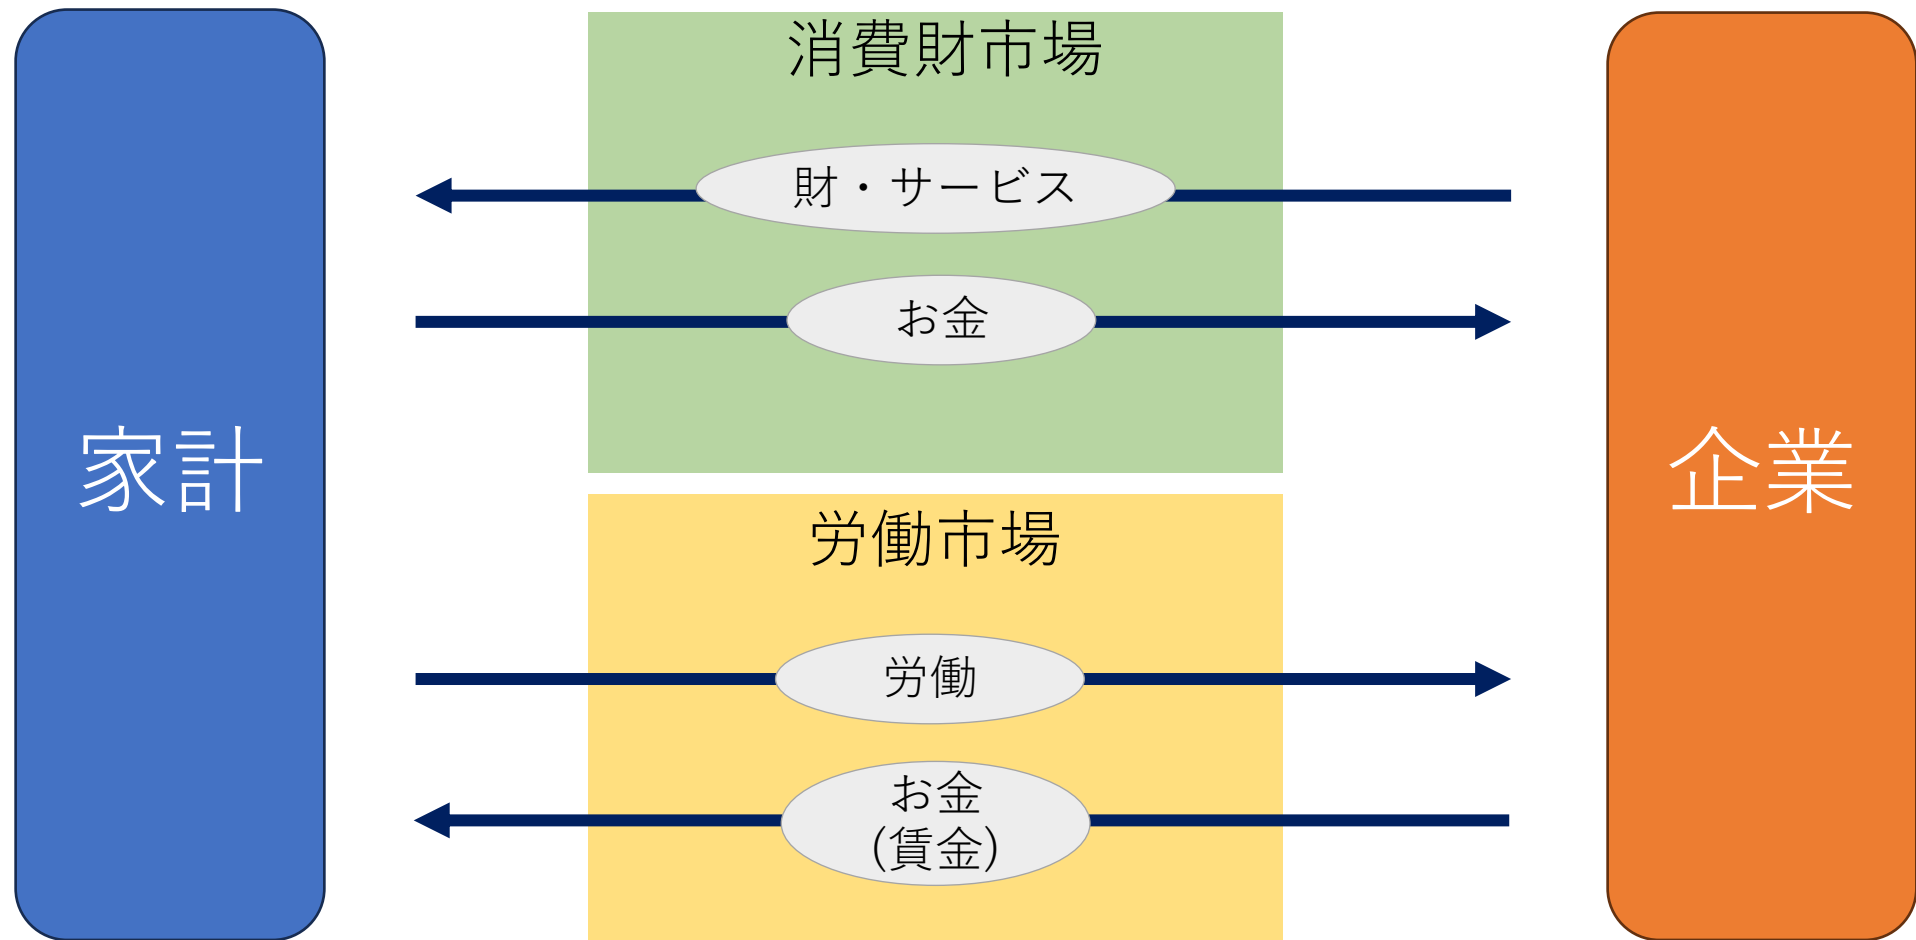 消費財市場
財・サービス
お金
家計
企業
労働市場
労働
お金
(賃金)